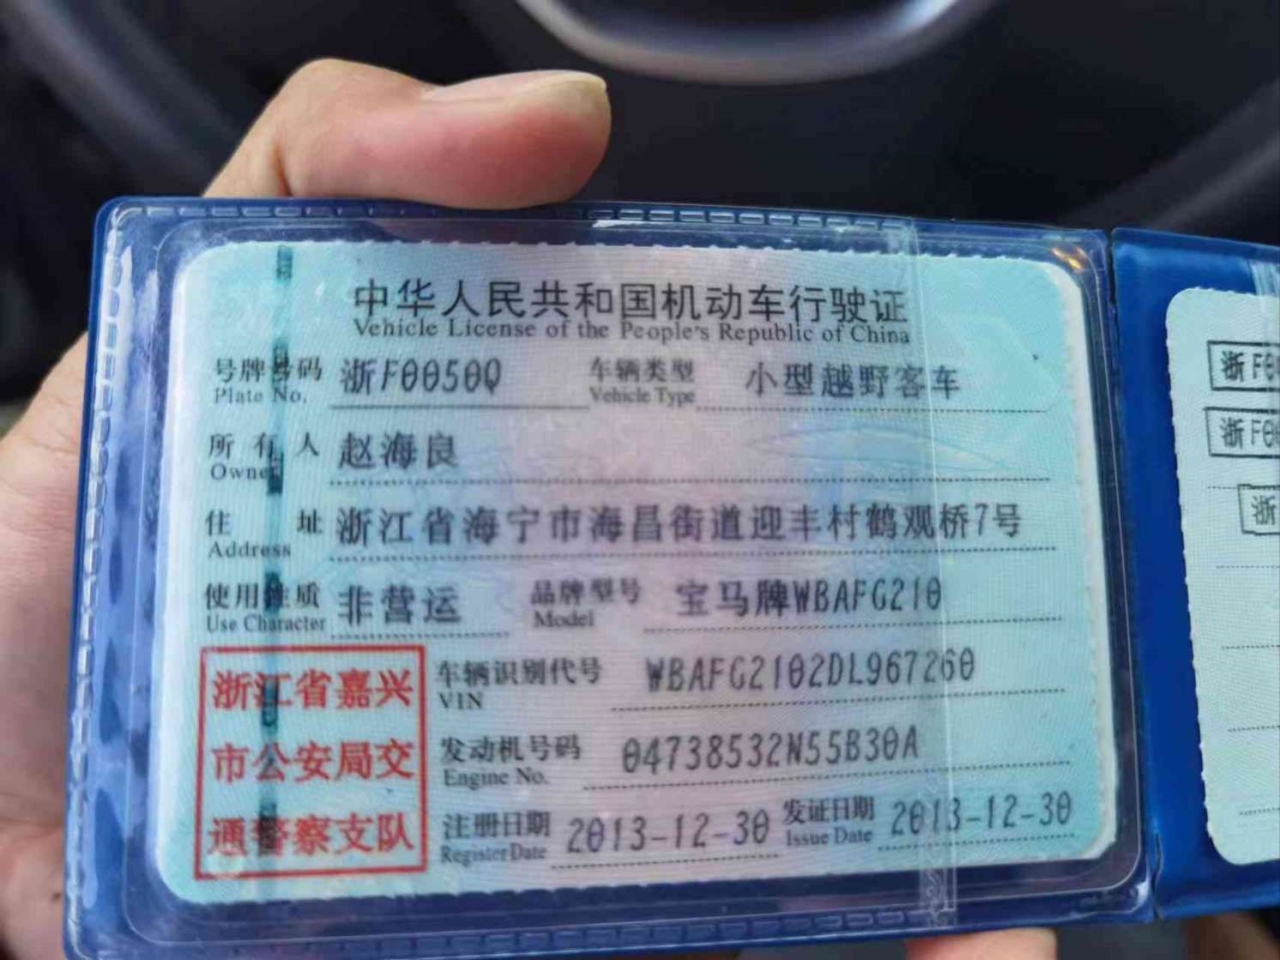 中华人民共和国机动车行驶证
Vehicle License of the People's Republic of China
号牌号码 浙F0050Q 车辆类型 小型越野客车
Plate No. Vehicle Type
所有人 赵海良
Owner
住址 浙江省海宁市海昌街道迎丰村鹤观桥7号
Address
使用性质 非营运 品牌型号 宝马牌WBAFG210
Use Character Model
浙江省嘉兴
市公安局交
通警察支队
车辆识别代号 WBAFG2102DL967260
VIN
发动机号码 04738532N55B30A
Engine No.
注册日期 2013-12-30 发证日期 2013-12-30
Register Date Issue Date
浙F0
浙F0
浙